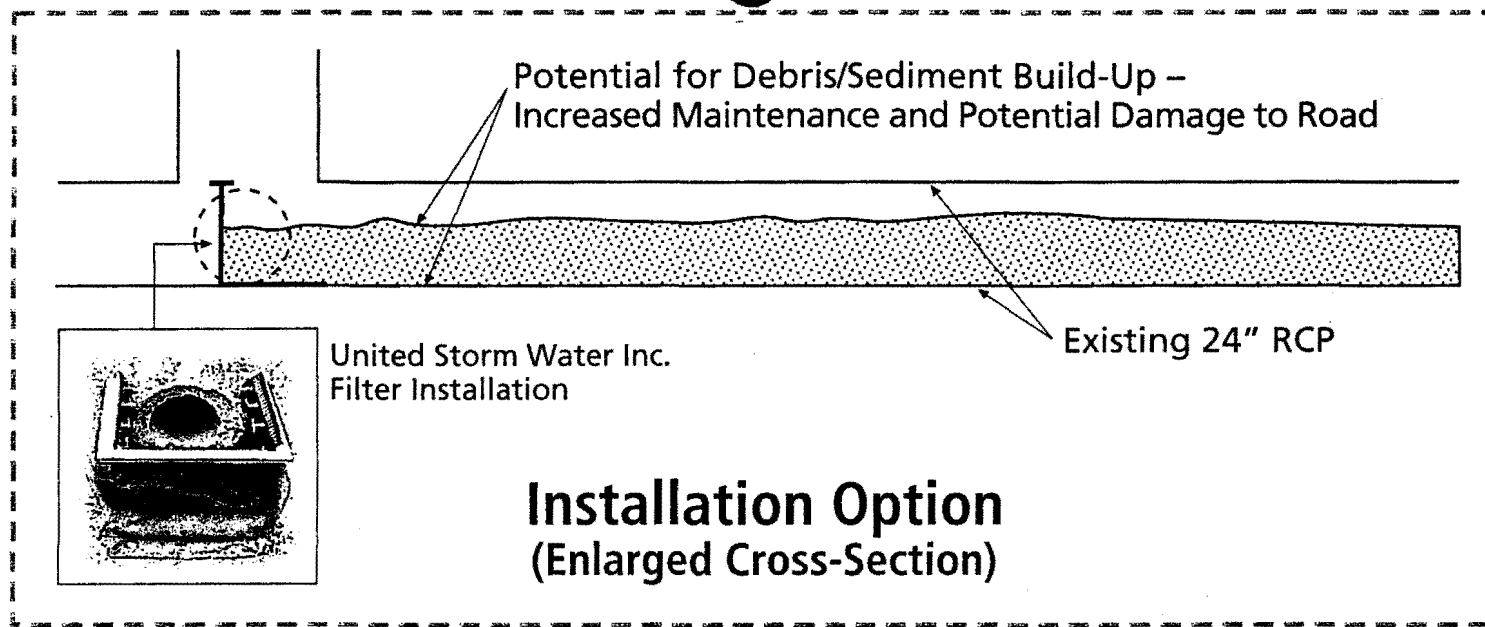 Potential for Debris/Sediment Build-Up –
Increased Maintenance and Potential Damage to Road
Existing 24" RCP
United Storm Water Inc.
Filter Installation
Installation Option
(Enlarged Cross-Section)